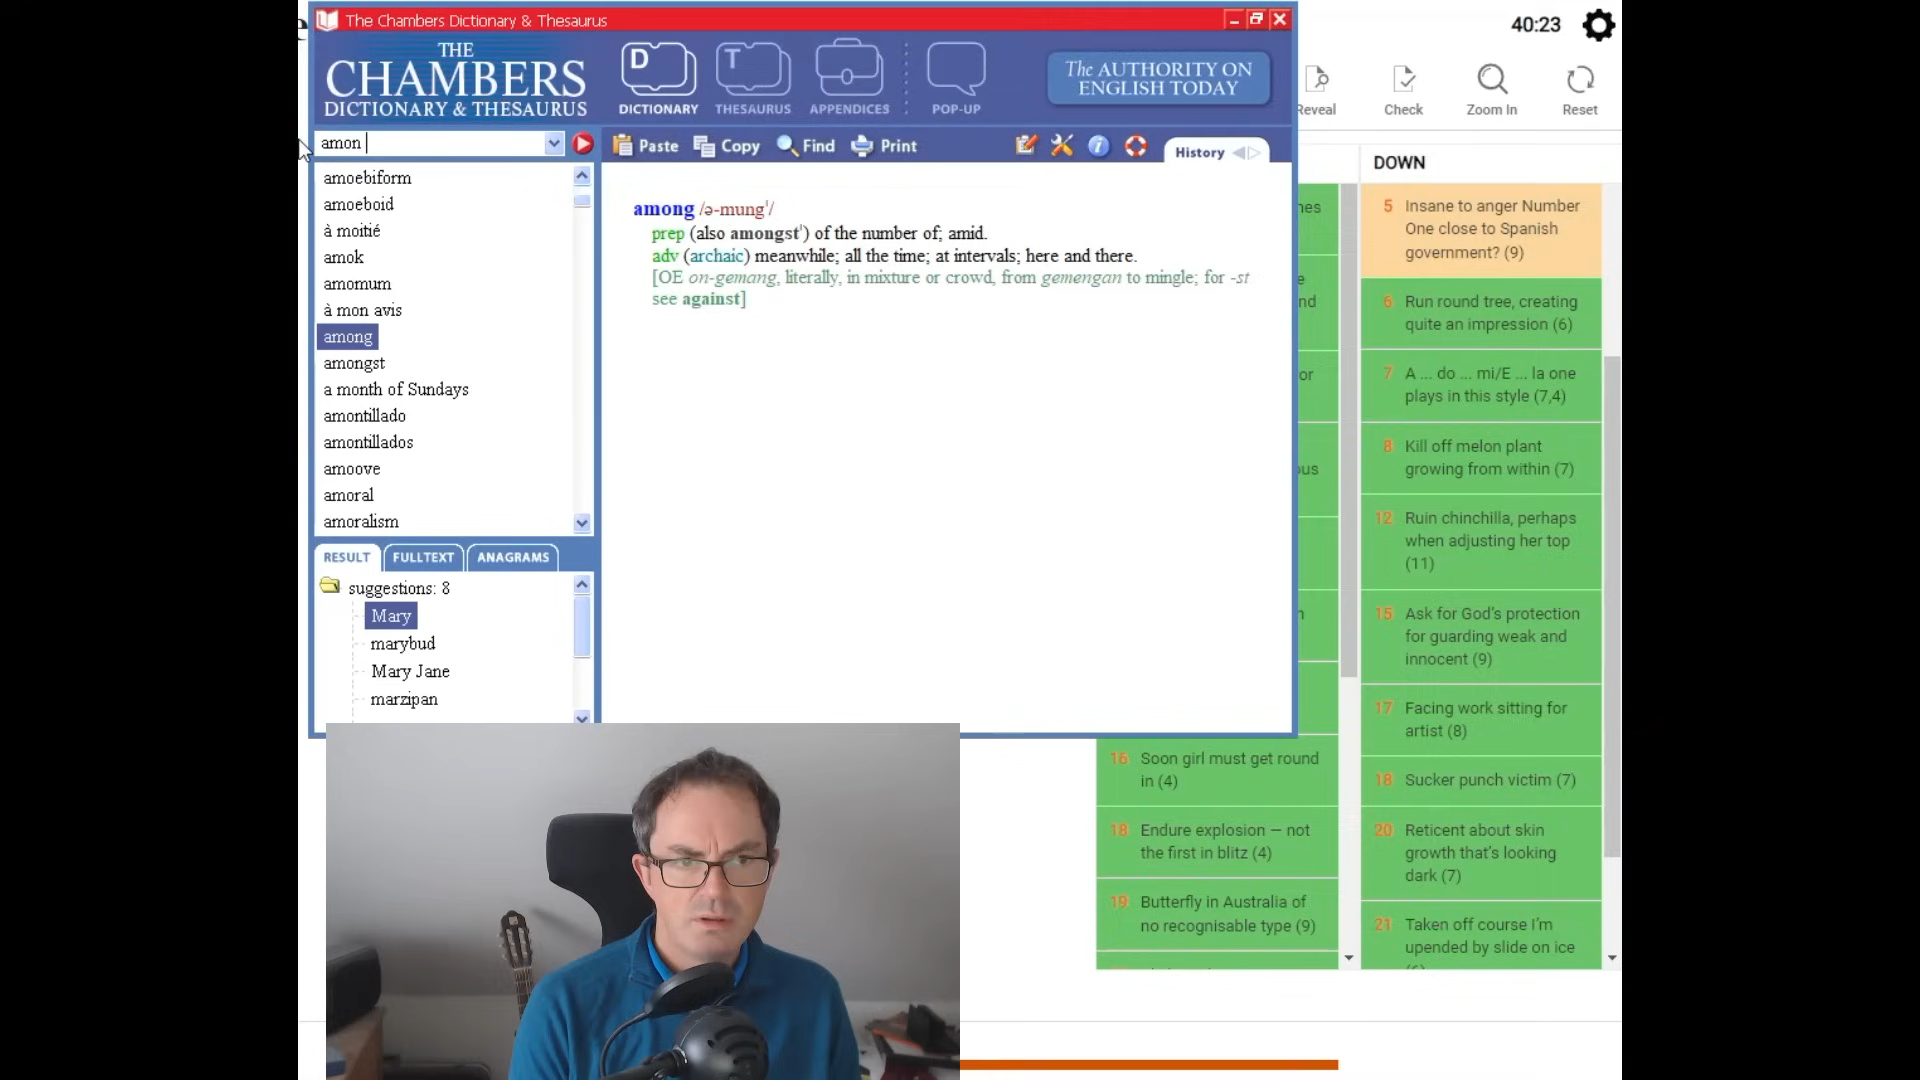 The Chambers Dictionary & Thesaurus
THE
CHAMBERS
DICTIONARY & THESAURUS
D
DICTIONARY
T
THESAURUS
APPENDICES
POP-UP
The AUTHORITY ON
ENGLISH TODAY
amon
Paste
Copy
Find
Print
History
amoebiform
amoeboid
à moitié
amok
amomum
à mon avis
among
amongst
a month of Sundays
amontillado
amontillados
amoove
amoral
amoralism
RESULT
FULLTEXT
ANAGRAMS
suggestions: 8
Mary
marybud
Mary Jane
marzipan
among /ə-mungˈ/
prep (also amongstˈ) of the number of; amid.
adv (archaic) meanwhile; all the time; at intervals; here and there.
[OE on-gemang, literally, in mixture or crowd, from gemengan to mingle; for -st
see against]
40:23
Reveal
Check
Zoom In
Reset
16 Soon girl must get round
in (4)
18 Endure explosion — not
the first in blitz (4)
19 Butterfly in Australia of
no recognisable type (9)
DOWN
5 Insane to anger Number
One close to Spanish
government? (9)
6 Run round tree, creating
quite an impression (6)
7 A ... do ... mi/E ... la one
plays in this style (7,4)
8 Kill off melon plant
growing from within (7)
12 Ruin chinchilla, perhaps
when adjusting her top
(11)
15 Ask for God's protection
for guarding weak and
innocent (9)
17 Facing work sitting for
artist (8)
18 Sucker punch victim (7)
20 Reticent about skin
growth that's looking
dark (7)
21 Taken off course I'm
upended by slide on ice